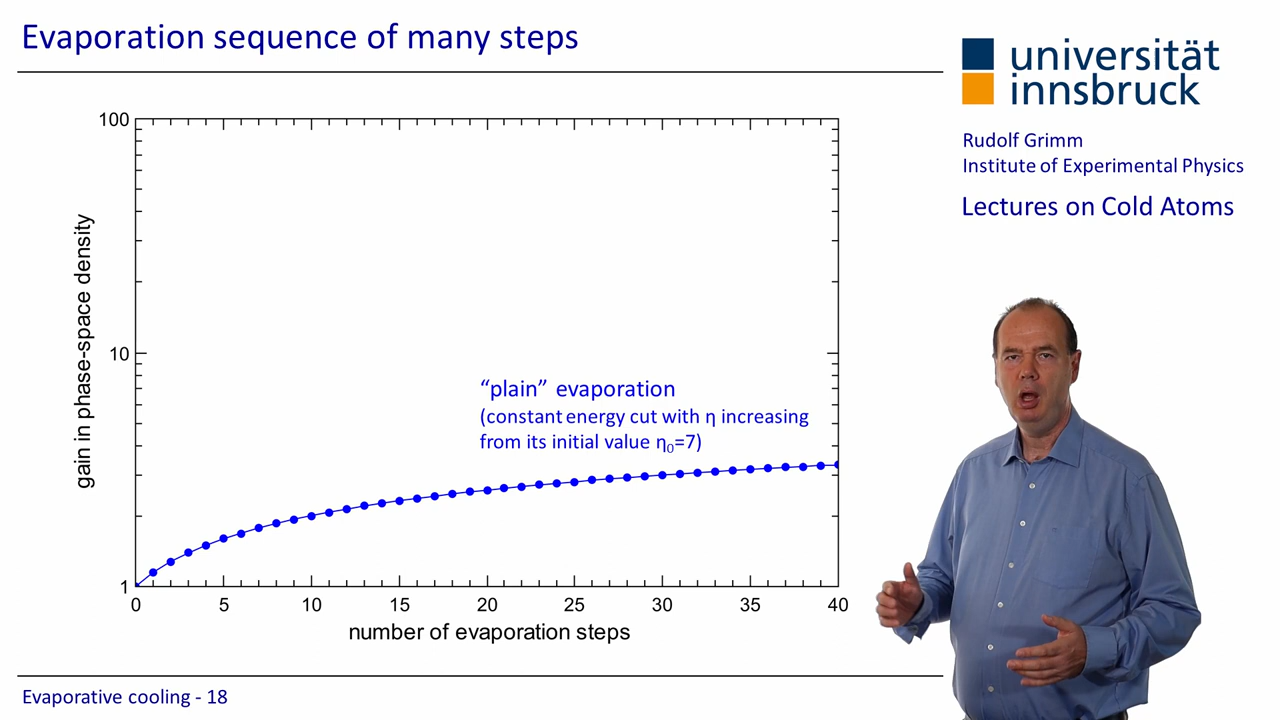 Evaporation sequence of many steps
universität
innsbruck
Rudolf Grimm
Institute of Experimental Physics
Lectures on Cold Atoms
100
10
1
gain in phase-space density
“plain” evaporation
(constant energy cut with η increasing
from its initial value η₀=7)
0 5 10 15 20 25 30 35 40
number of evaporation steps
Evaporative cooling - 18